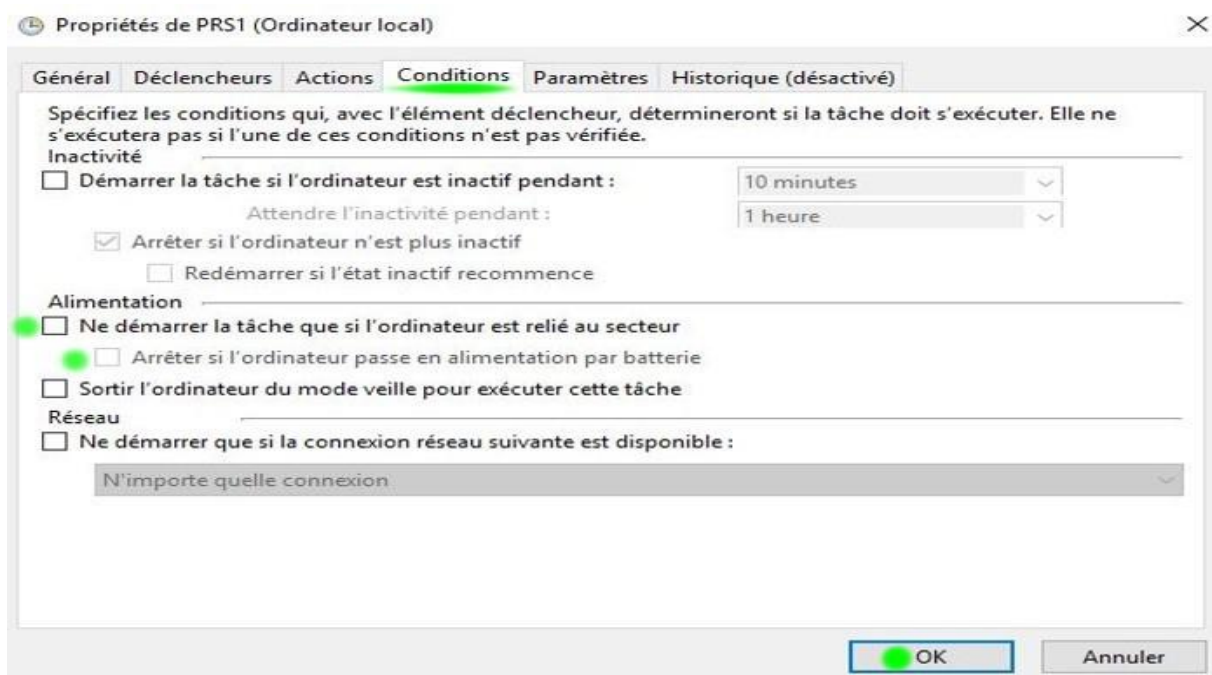 Propriétés de PRS1 (Ordinateur local)
Général Déclencheurs Actions Conditions Paramètres Historique (désactivé)
Spécifiez les conditions qui, avec l'élément déclencheur, détermineront si la tâche doit s'exécuter. Elle ne
s'exécutera pas si l'une de ces conditions n'est pas vérifiée.
Inactivité
Démarrer la tâche si l'ordinateur est inactif pendant : 10 minutes
Attendre l'inactivité pendant : 1 heure
Arrêter si l'ordinateur n'est plus inactif
Redémarrer si l'état inactif recommence
Alimentation
Ne démarrer la tâche que si l'ordinateur est relié au secteur
Arrêter si l'ordinateur passe en alimentation par batterie
Sortir l'ordinateur du mode veille pour exécuter cette tâche
Réseau
Ne démarrer que si la connexion réseau suivante est disponible :
N'importe quelle connexion
OK Annuler